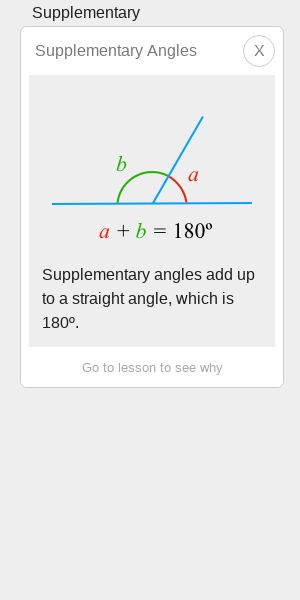 Supplementary
Supplementary Angles
X
b
a
a + b = 180º
Supplementary angles add up
to a straight angle, which is
180º.
Go to lesson to see why